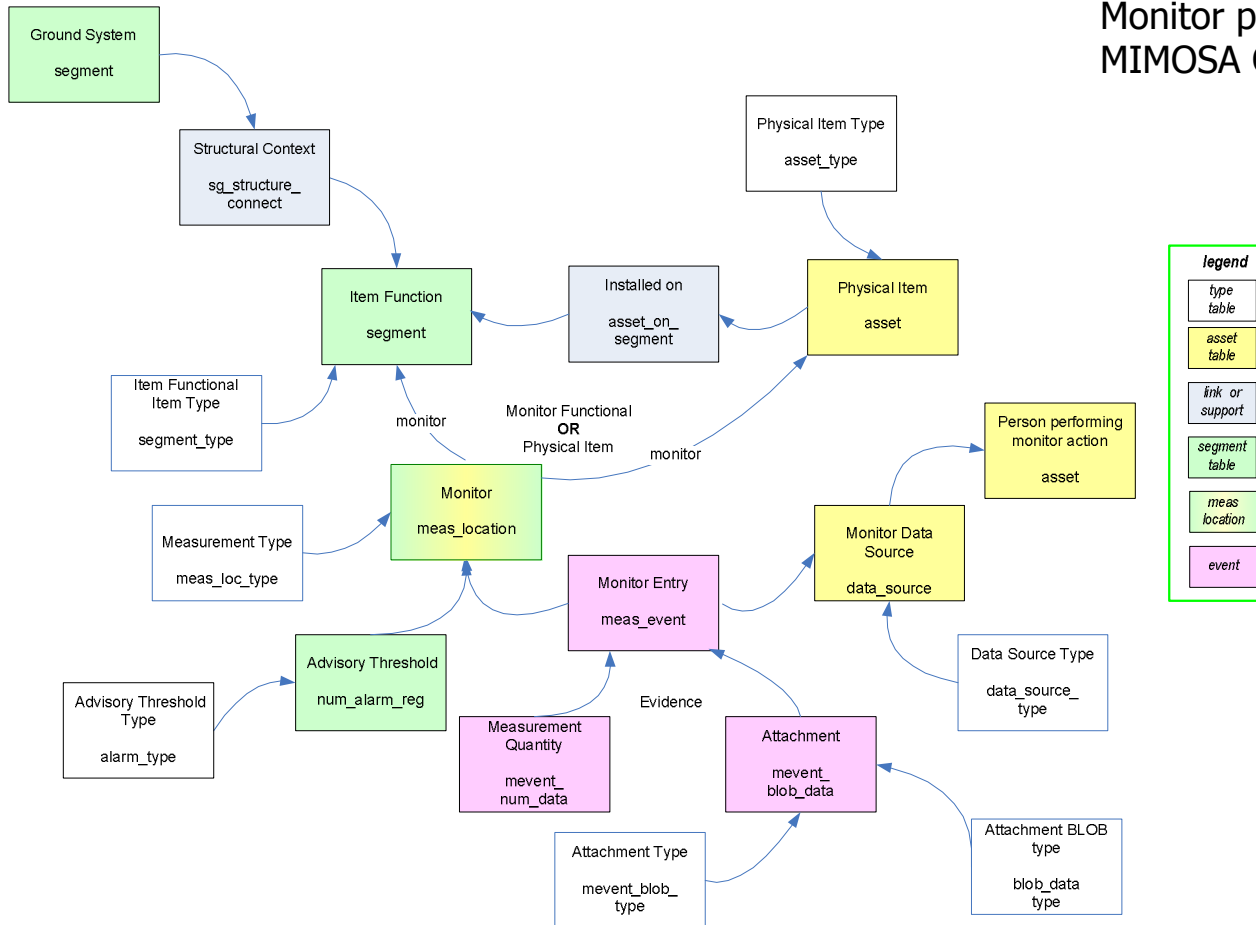 Monitor p
MIMOSA
Ground System
segment
Structural Context
sg_structure_
connect
Physical Item Type
asset_type
Item Function
segment
Installed on
asset_on_
segment
Physical Item
asset
legend
type
table
asset
table
link or
support
segment
table
meas
location
event
Item Functional
Item Type
segment_type
monitor
Monitor Functional
OR
Physical Item
monitor
Person performing
monitor action
asset
Monitor
meas_location
Measurement Type
meas_loc_type
Monitor Data
Source
data_source
Monitor Entry
meas_event
Advisory Threshold
num_alarm_reg
Data Source Type
data_source_
type
Advisory Threshold
Type
alarm_type
Evidence
Measurement
Quantity
mevent_
num_data
Attachment
mevent_
blob_data
Attachment Type
mevent_blob_
type
Attachment BLOB
type
blob_data
type